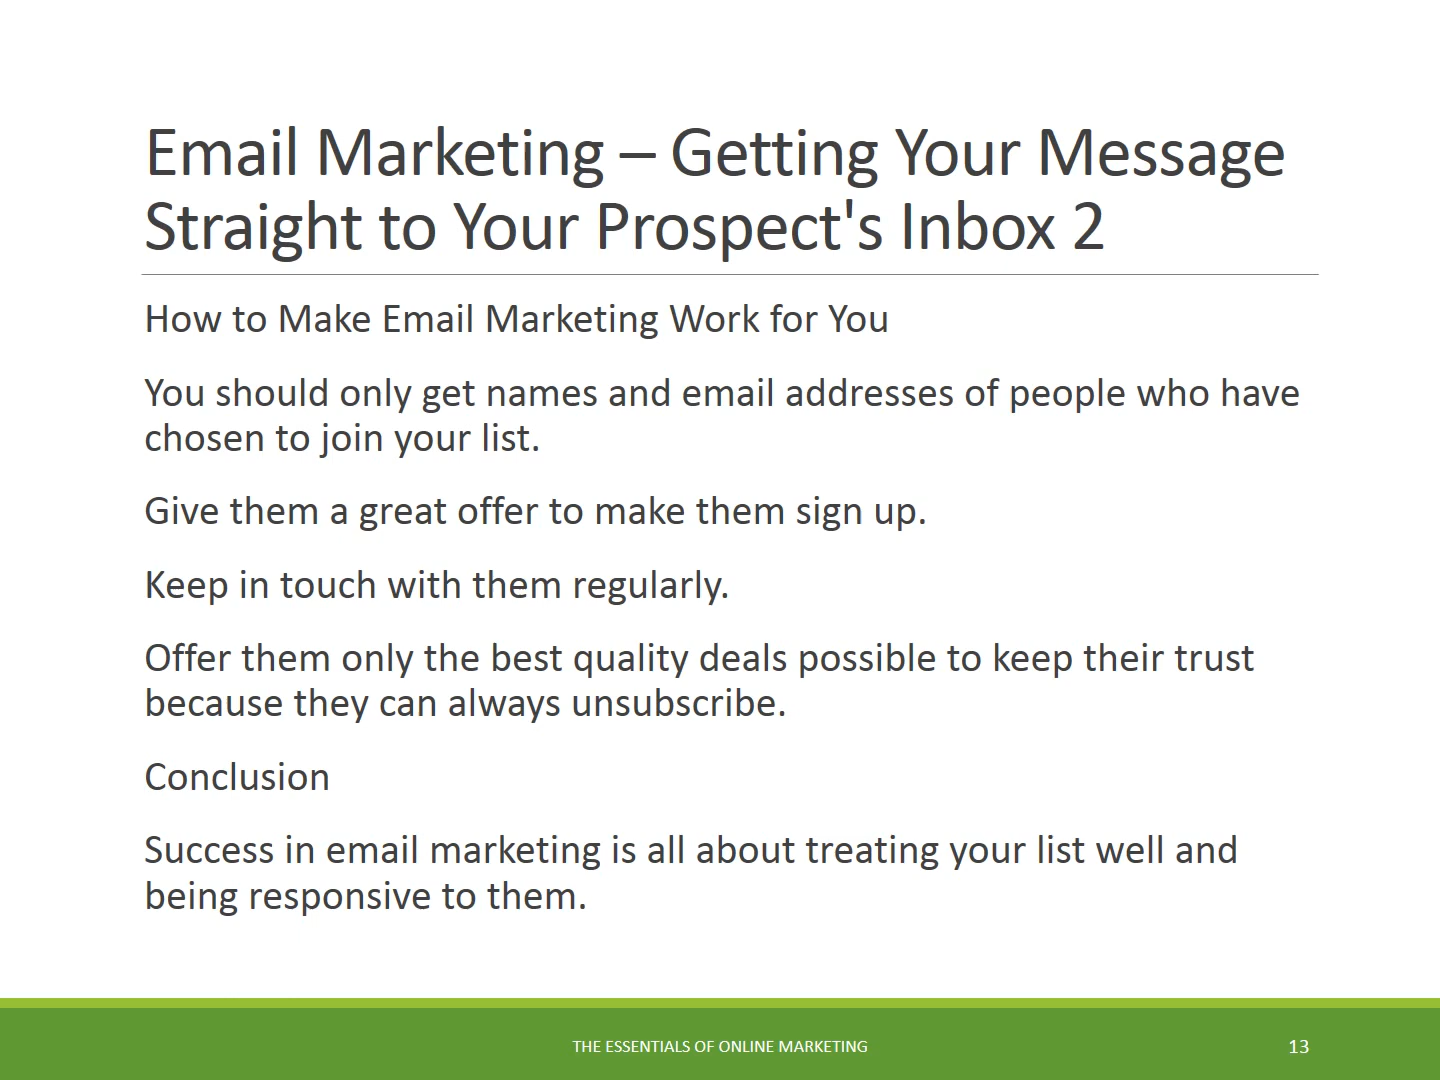 Email Marketing – Getting Your Message
Straight to Your Prospect's Inbox 2
How to Make Email Marketing Work for You
You should only get names and email addresses of people who have
chosen to join your list.
Give them a great offer to make them sign up.
Keep in touch with them regularly.
Offer them only the best quality deals possible to keep their trust
because they can always unsubscribe.
Conclusion
Success in email marketing is all about treating your list well and
being responsive to them.
THE ESSENTIALS OF ONLINE MARKETING
13